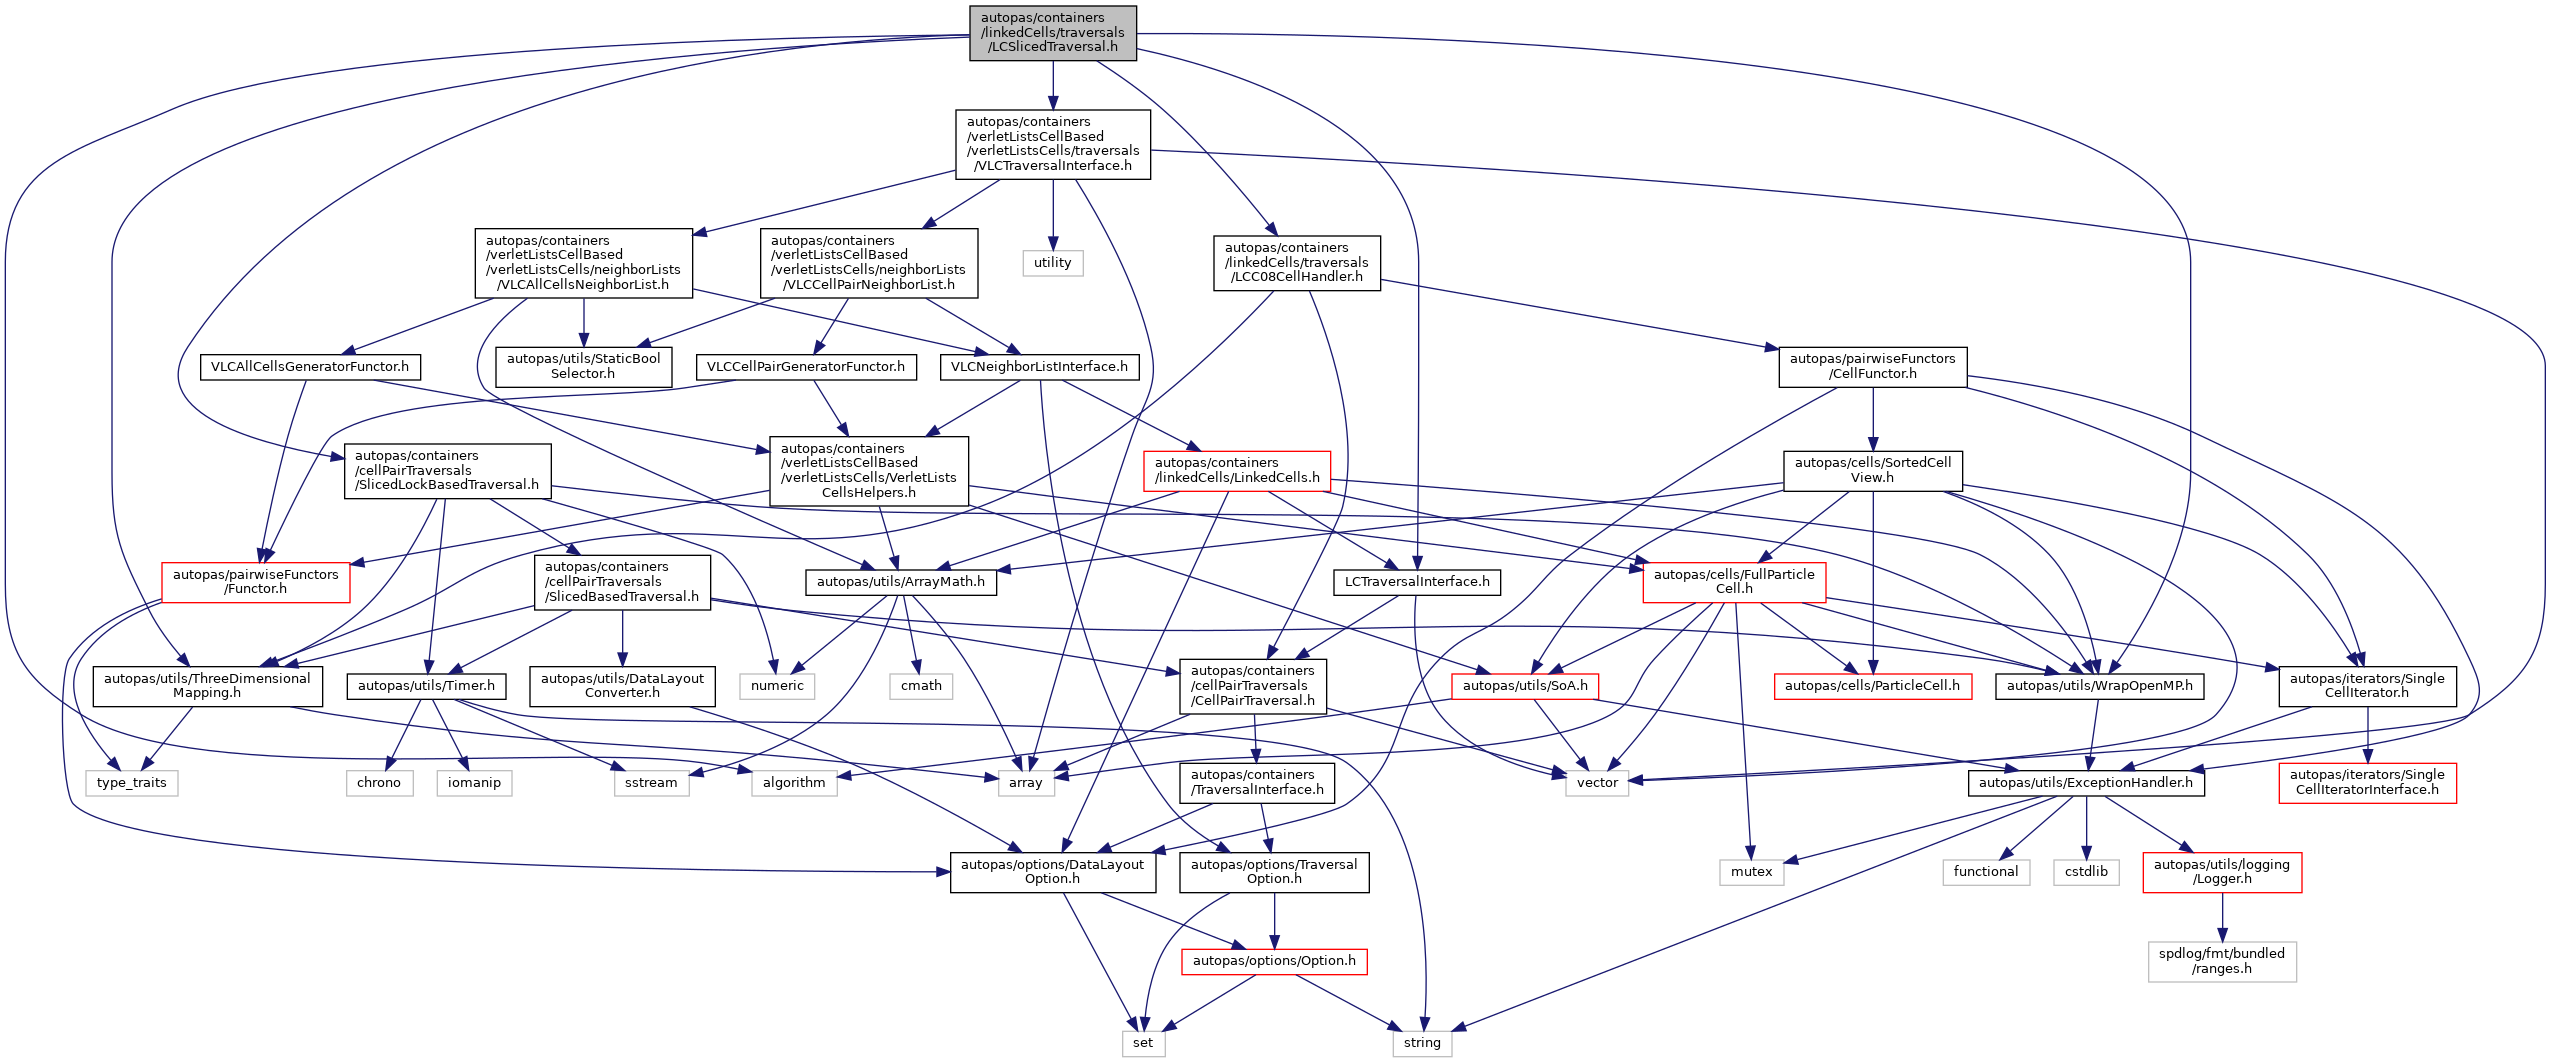 autopas/containers
/linkedCells/traversals
/LCSlicedTraversal.h
autopas/containers
/verletListsCellBased
/verletListsCells/traversals
/VLCTraversalInterface.h
autopas/containers
/verletListsCellBased
/verletListsCells/neighborLists
/VLCAllCellsNeighborList.h
autopas/containers
/verletListsCellBased
/verletListsCells/neighborLists
/VLCCellPairNeighborList.h
utility
autopas/containers
/linkedCells/traversals
/LCC08CellHandler.h
VLCAllCellsGeneratorFunctor.h
autopas/utils/StaticBool
Selector.h
VLCCellPairGeneratorFunctor.h
VLCNeighborListInterface.h
autopas/pairwiseFunctors
/CellFunctor.h
autopas/containers
/cellPairTraversals
/SlicedLockBasedTraversal.h
autopas/containers
/verletListsCellBased
/verletListsCells/VerletLists
CellsHelpers.h
autopas/containers
/linkedCells/LinkedCells.h
autopas/cells/SortedCell
View.h
autopas/pairwiseFunctors
/Functor.h
autopas/containers
/cellPairTraversals
/SlicedBasedTraversal.h
autopas/utils/ArrayMath.h
LCTraversalInterface.h
autopas/cells/FullParticle
Cell.h
autopas/utils/ThreeDimensional
Mapping.h
autopas/utils/Timer.h
autopas/utils/DataLayout
Converter.h
numeric
cmath
autopas/containers
/cellPairTraversals
/CellPairTraversal.h
autopas/utils/SoA.h
autopas/cells/ParticleCell.h
autopas/utils/WrapOpenMP.h
autopas/iterators/Single
CellIterator.h
type_traits
chrono
iomanip
sstream
algorithm
array
autopas/containers
/TraversalInterface.h
vector
autopas/utils/ExceptionHandler.h
autopas/iterators/Single
CellIteratorInterface.h
autopas/options/DataLayout
Option.h
autopas/options/Traversal
Option.h
mutex
functional
cstdlib
autopas/utils/logging
/Logger.h
autopas/options/Option.h
spdlog/fmt/bundled
/ranges.h
set
string